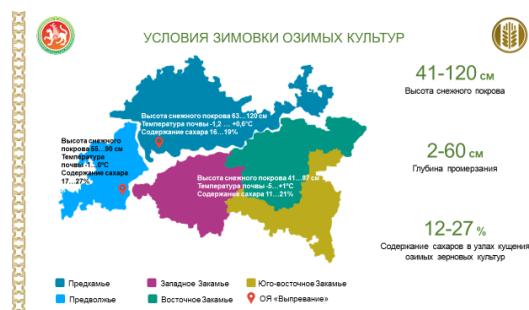 УСЛОВИЯ ЗИМОВКИ ОЗИМЫХ КУЛЬТУР
41-120 см
Высота снежного покрова
2-60 см
Глубина промерзания
12-27 %
Содержание сахаров в узлах кущения
озимых зерновых культур
Высота снежного покрова 63...120 см
Температура почвы -1,2 ... +0,6°С
Содержание сахара 16...19%
Высота снежного
покрова 55...90 см
Температура
почвы -1...0°С
Содержание сахара
17...27%
Высота снежного покрова 41...87 см
Температура почвы -5...+1°С
Содержание сахара 11...21%
Предкамье
Западное Закамье
Юго-восточное Закамье
Предволжье
Восточное Закамье
ОЯ «Выпревание»